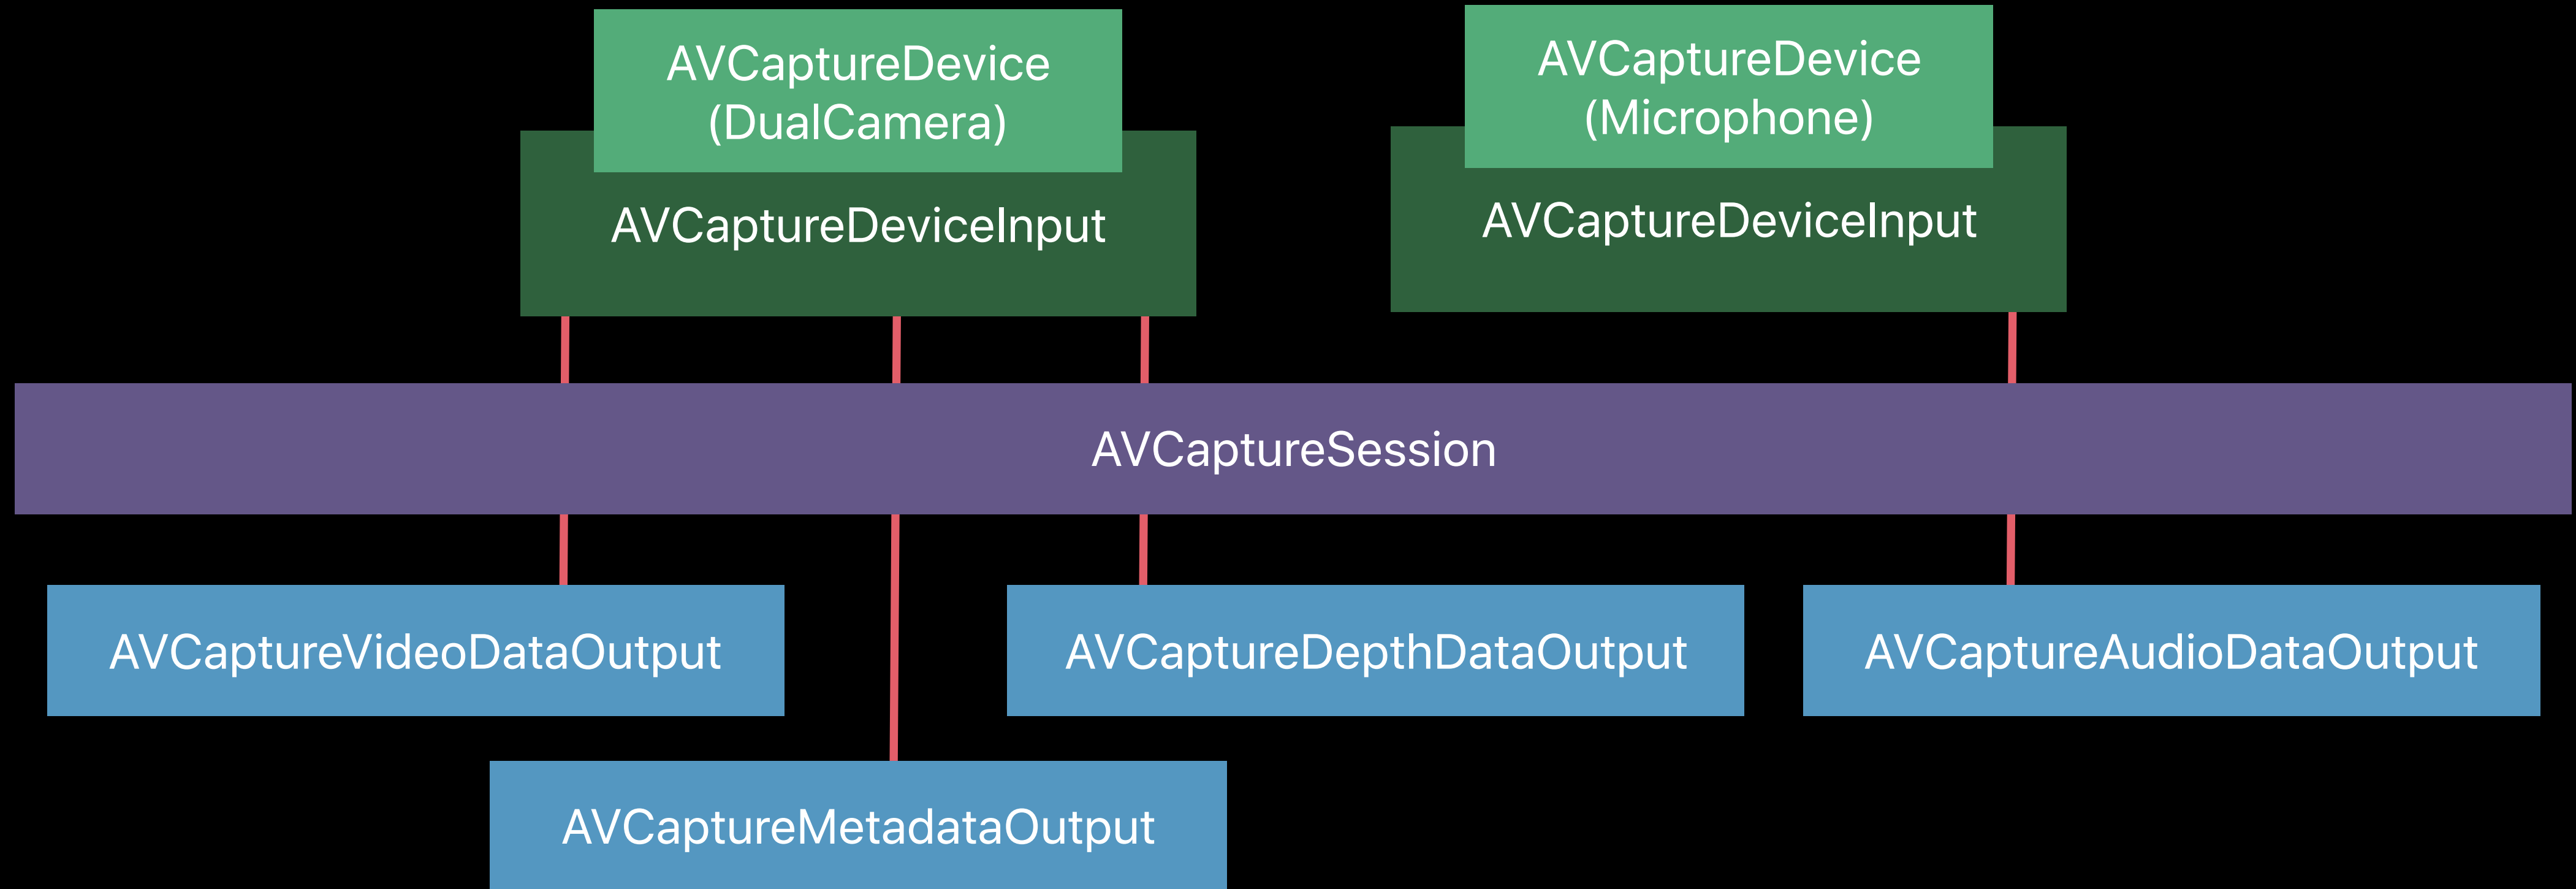 AVCaptureDevice
(DualCamera)
AVCaptureDeviceInput
AVCaptureDevice
(Microphone)
AVCaptureDeviceInput
AVCaptureSession
AVCaptureVideoDataOutput
AVCaptureDepthDataOutput
AVCaptureAudioDataOutput
AVCaptureMetadataOutput